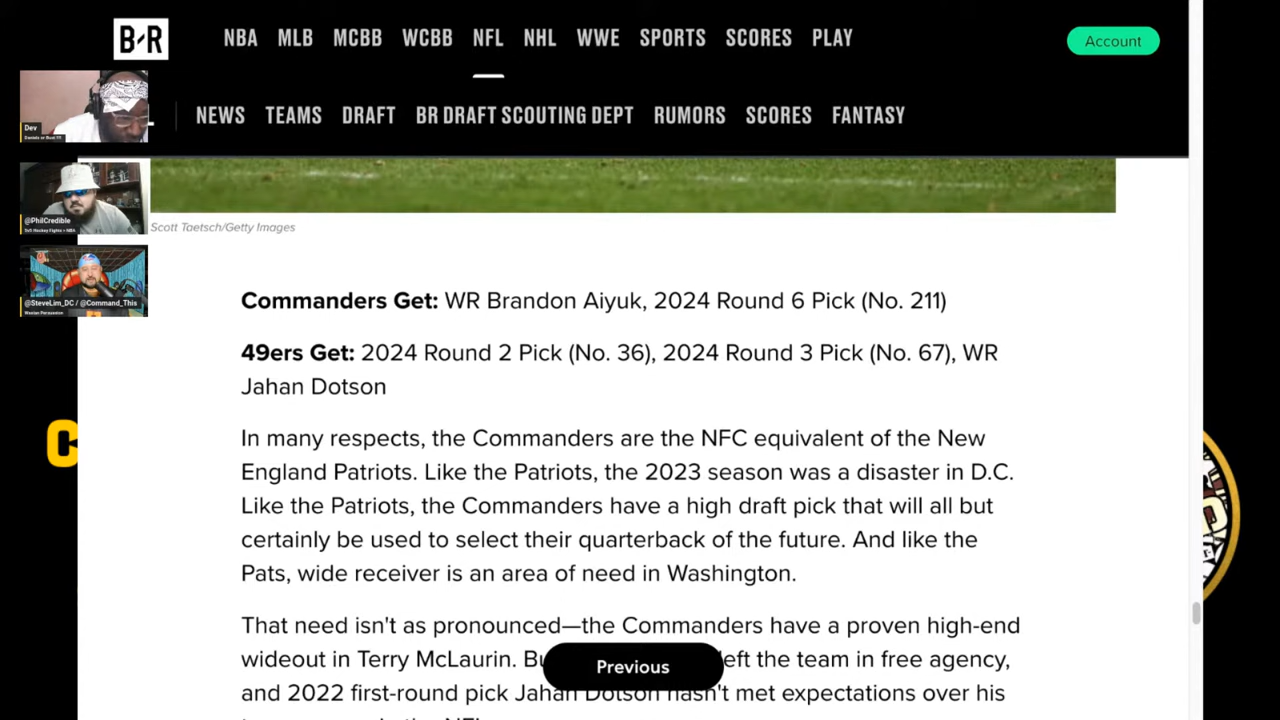 B/R NBA MLB MCBB WCBB NFL NHL WWE SPORTS SCORES PLAY Account
NEWS TEAMS DRAFT BR DRAFT SCOUTING DEPT RUMORS SCORES FANTASY
Dev
@PhilCredible
5v5 Hockey Fights > NBA
@SteveLim_DC / @Command_This
Scott Taetsch/Getty Images
Commanders Get: WR Brandon Aiyuk, 2024 Round 6 Pick (No. 211)
49ers Get: 2024 Round 2 Pick (No. 36), 2024 Round 3 Pick (No. 67), WR
Jahan Dotson
In many respects, the Commanders are the NFC equivalent of the New
England Patriots. Like the Patriots, the 2023 season was a disaster in D.C.
Like the Patriots, the Commanders have a high draft pick that will all but
certainly be used to select their quarterback of the future. And like the
Pats, wide receiver is an area of need in Washington.
That need isn't as pronounced—the Commanders have a proven high-end
wideout in Terry McLaurin. left the team in free agency,
Previous
and 2022 first-round pick Jahan Dotson hasn't met expectations over his